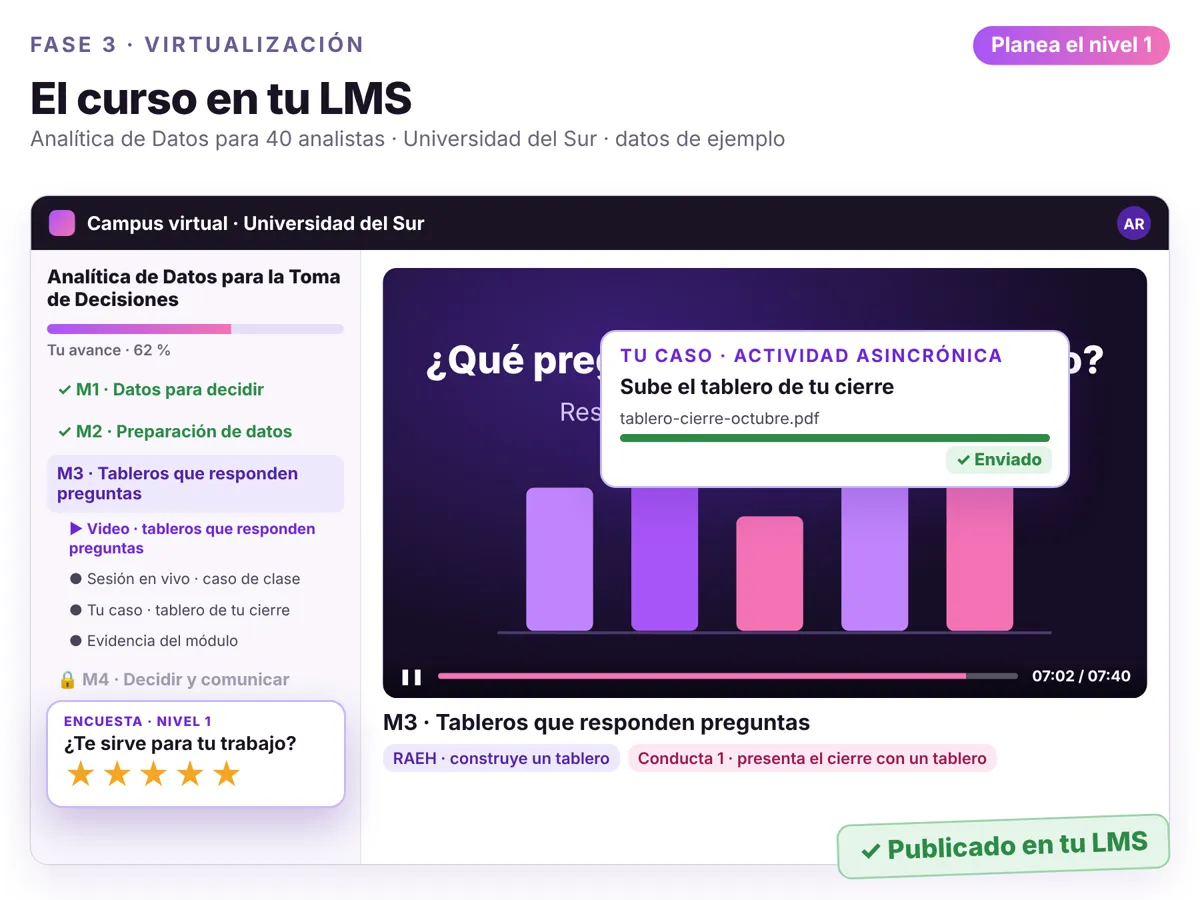 FASE 3 · VIRTUALIZACIÓN
Planea el nivel 1
El curso en tu LMS
Analítica de Datos para 40 analistas · Universidad del Sur · datos de ejemplo
Campus virtual · Universidad del Sur
AR
Analítica de Datos para la Toma
de Decisiones
Tu avance · 62 %
✓ M1 · Datos para decidir
✓ M2 · Preparación de datos
M3 · Tableros que responden
preguntas
▶ Video · tableros que responden
preguntas
● Sesión en vivo · caso de clase
● Tu caso · tablero de tu cierre
● Evidencia del módulo
🔒 M4 · Decidir y comunicar
ENCUESTA · NIVEL 1
¿Te sirve para tu trabajo?
★ ★ ★ ★ ★
¿Qué
TU CASO · ACTIVIDAD ASINCRÓNICA
Sube el tablero de tu cierre
tablero-cierre-octubre.pdf
✓ Enviado
07:02 / 07:40
M3 · Tableros que responden preguntas
RAEH · construye un tablero
Conducta 1 · presenta el cierre con un tablero
✓ Publicado en tu LMS